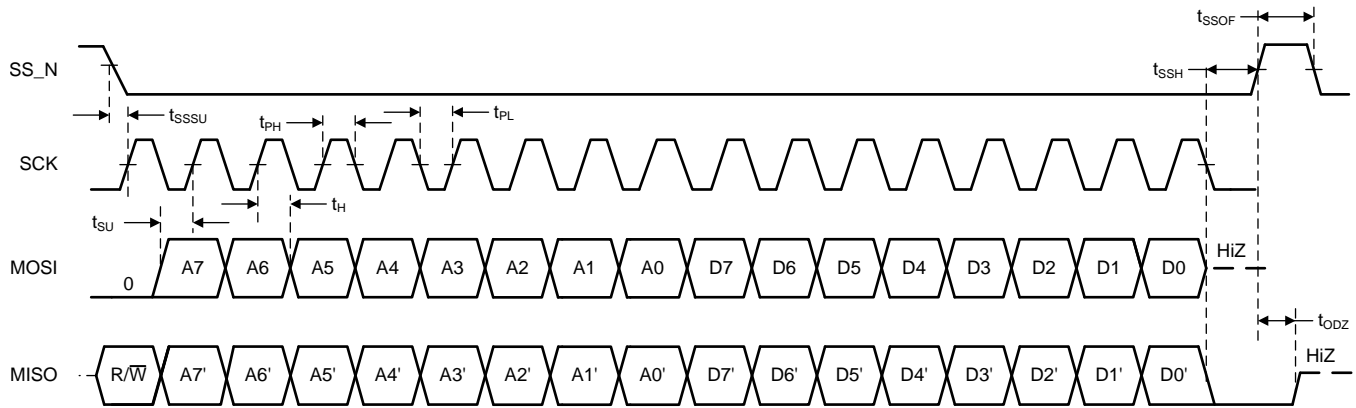 tSSOF
SS_N
tSSH
tSSSU
tPH
tPL
SCK
tSU
tH
MOSI 0 A7 A6 A5 A4 A3 A2 A1 A0 D7 D6 D5 D4 D3 D2 D1 D0 HiZ
tODZ
MISO R/W̅ A7' A6' A5' A4' A3' A2' A1' A0' D7' D6' D5' D4' D3' D2' D1' D0' HiZ